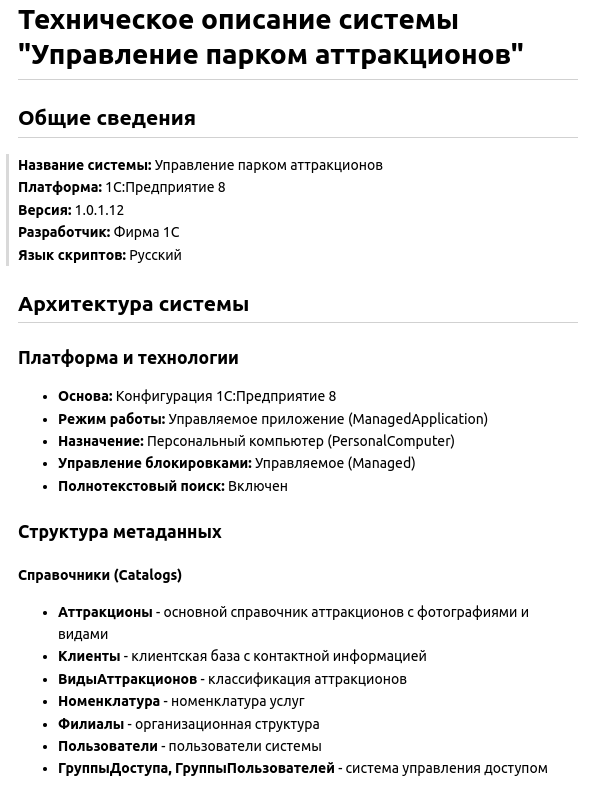 Техническое описание системы
"Управление парком аттракционов"
Общие сведения
Название системы: Управление парком аттракционов
Платформа: 1С:Предприятие 8
Версия: 1.0.1.12
Разработчик: Фирма 1С
Язык скриптов: Русский
Архитектура системы
Платформа и технологии
• Основа: Конфигурация 1С:Предприятие 8
• Режим работы: Управляемое приложение (ManagedApplication)
• Назначение: Персональный компьютер (PersonalComputer)
• Управление блокировками: Управляемое (Managed)
• Полнотекстовый поиск: Включен
Структура метаданных
Справочники (Catalogs)
• Аттракционы - основной справочник аттракционов с фотографиями и
видами
• Клиенты - клиентская база с контактной информацией
• ВидыАттракционов - классификация аттракционов
• Номенклатура - номенклатура услуг
• Филиалы - организационная структура
• Пользователи - пользователи системы
• ГруппыДоступа, ГруппыПользователей - система управления доступом